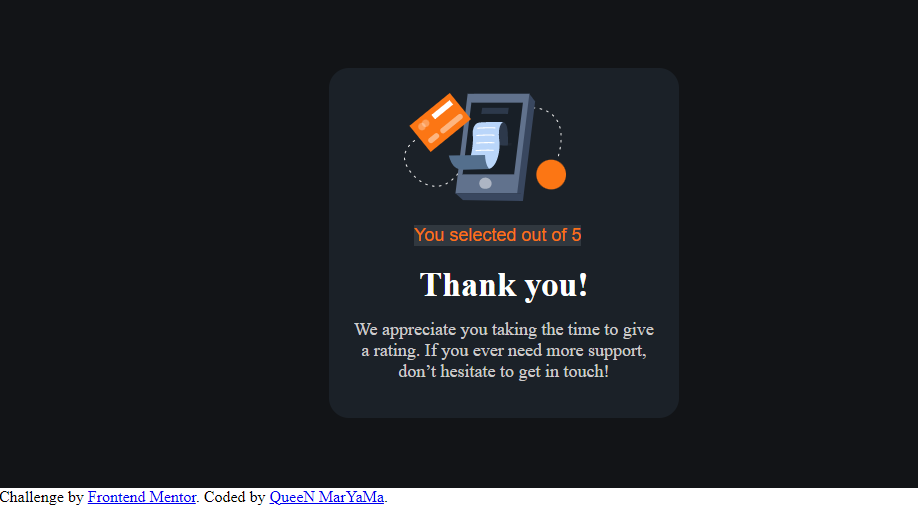 You selected out of 5
Thank you!
We appreciate you taking the time to give
a rating. If you ever need more support,
don’t hesitate to get in touch!
Challenge by Frontend Mentor. Coded by QueeN MarYaMa.